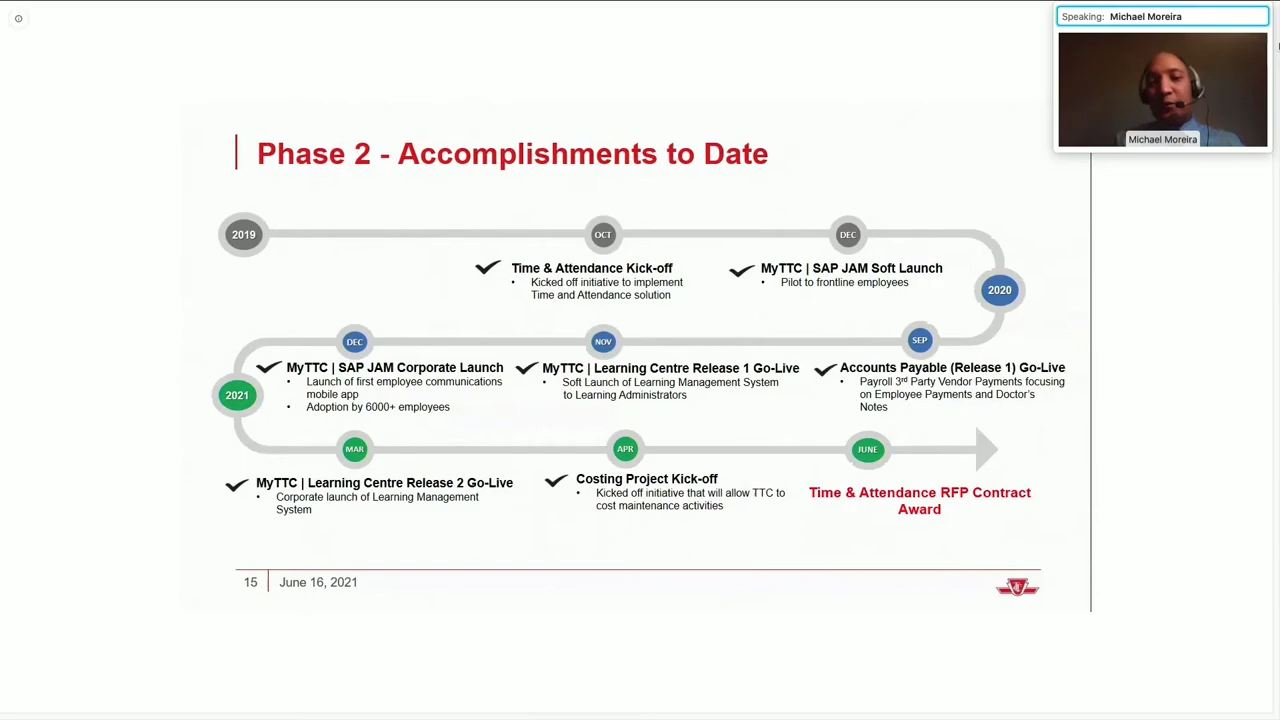 Speaking: Michael Moreira
Michael Moreira
Phase 2 - Accomplishments to Date
2019
OCT
DEC
Time & Attendance Kick-off
• Kicked off initiative to implement
Time and Attendance solution
MyTTC | SAP JAM Soft Launch
• Pilot to frontline employees
2020
DEC
NOV
SEP
MyTTC | SAP JAM Corporate Launch
• Launch of first employee communications
mobile app
• Adoption by 6000+ employees
MyTTC | Learning Centre Release 1 Go-Live
• Soft Launch of Learning Management System
to Learning Administrators
Accounts Payable (Release 1) Go-Live
• Payroll 3rd Party Vendor Payments focusing
on Employee Payments and Doctor's
Notes
2021
MAR
APR
JUNE
MyTTC | Learning Centre Release 2 Go-Live
• Corporate launch of Learning Management
System
Costing Project Kick-off
• Kicked off initiative that will allow TTC to
cost maintenance activities
Time & Attendance RFP Contract
Award
15
June 16, 2021